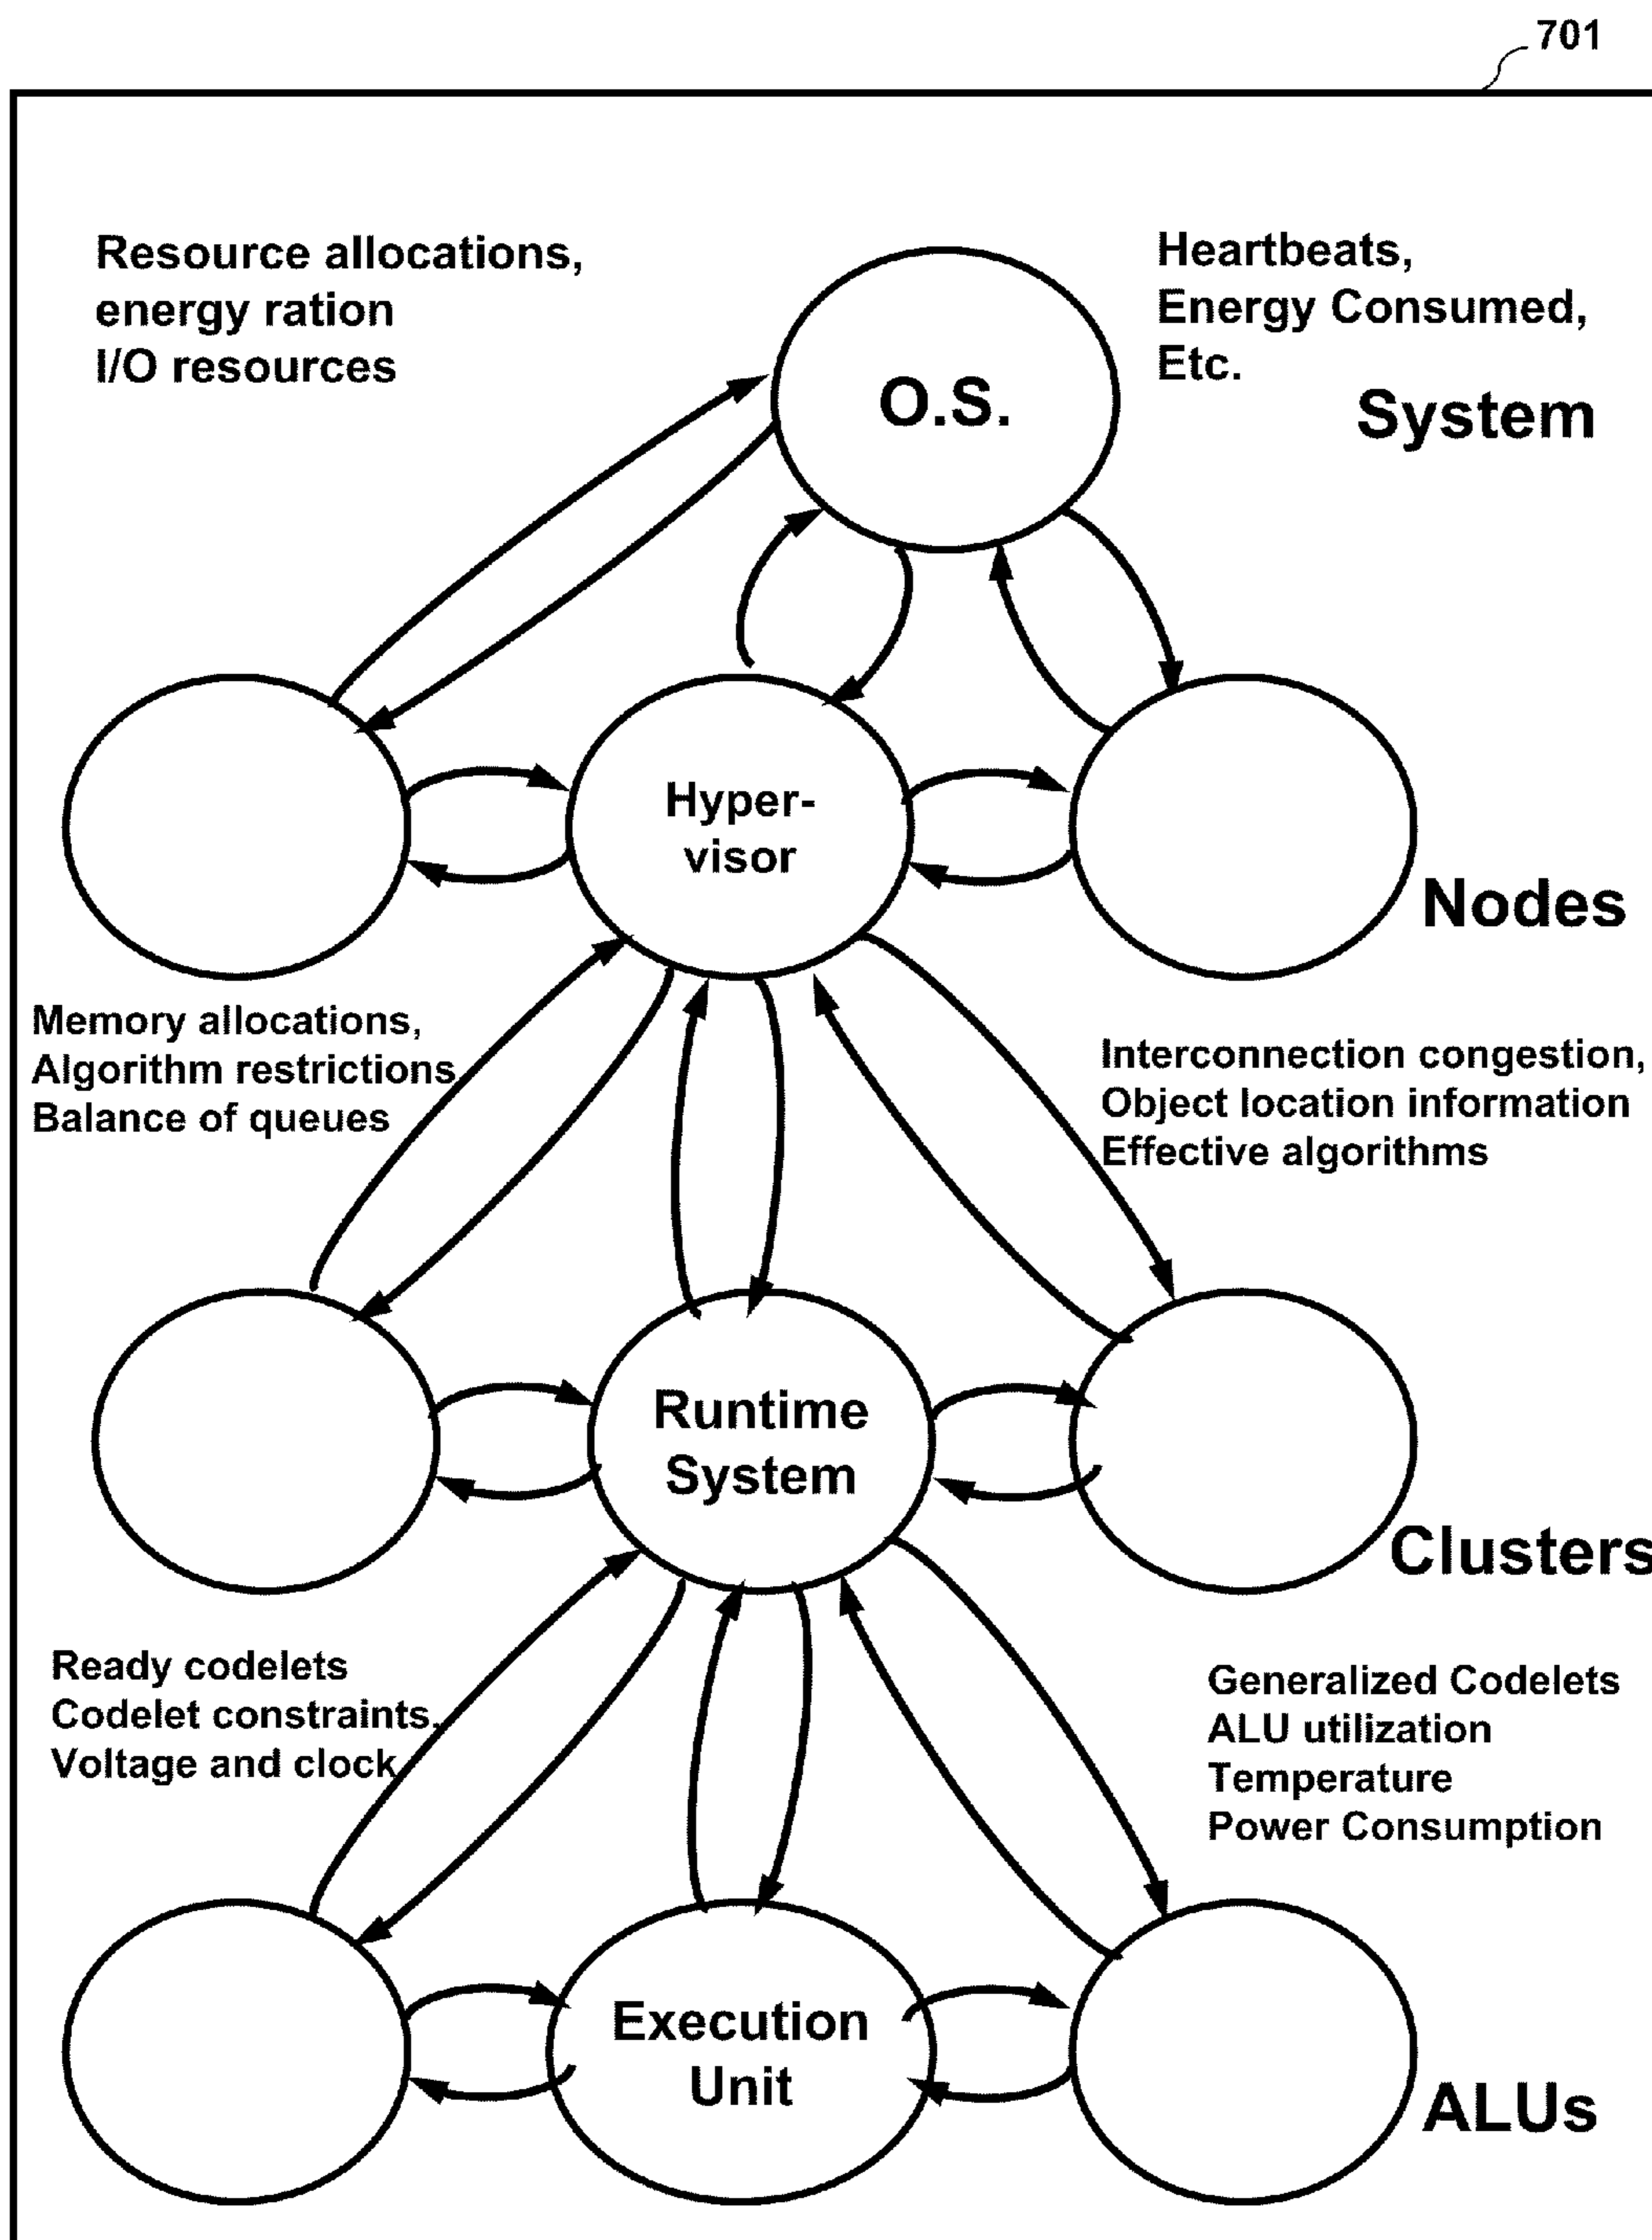 701
Resource allocations,
energy ration
I/O resources
Heartbeats,
Energy Consumed,
Etc.
O.S.
System
Hyper-
visor
Nodes
Memory allocations,
Algorithm restrictions
Balance of queues
Interconnection congestion,
Object location information
Effective algorithms
Runtime
System
Clusters
Ready codelets
Codelet constraints,
Voltage and clock
Generalized Codelets
ALU utilization
Temperature
Power Consumption
Execution
Unit
ALUs